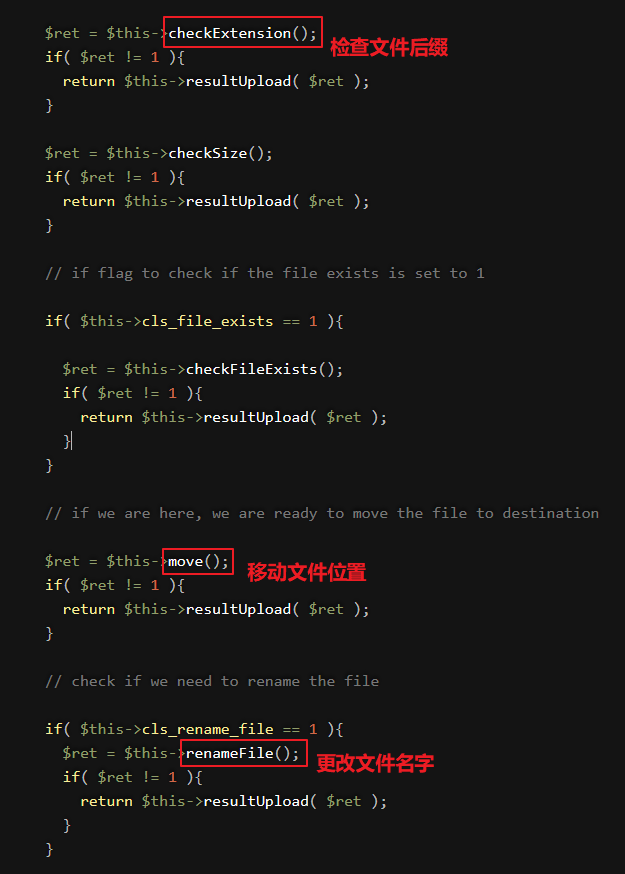 $ret = $this->checkExtension();
检查文件后缀
if( $ret != 1 ){
return $this->resultUpload( $ret );
}
$ret = $this->checkSize();
if( $ret != 1 ){
return $this->resultUpload( $ret );
}
// if flag to check if the file exists is set to 1
if( $this->cls_file_exists == 1 ){
$ret = $this->checkFileExists();
if( $ret != 1 ){
return $this->resultUpload( $ret );
}
}
// if we are here, we are ready to move the file to destination
$ret = $this->move();
移动文件位置
if( $ret != 1 ){
return $this->resultUpload( $ret );
}
// check if we need to rename the file
if( $this->cls_rename_file == 1 ){
$ret = $this->renameFile();
更改文件名字
if( $ret != 1 ){
return $this->resultUpload( $ret );
}
}